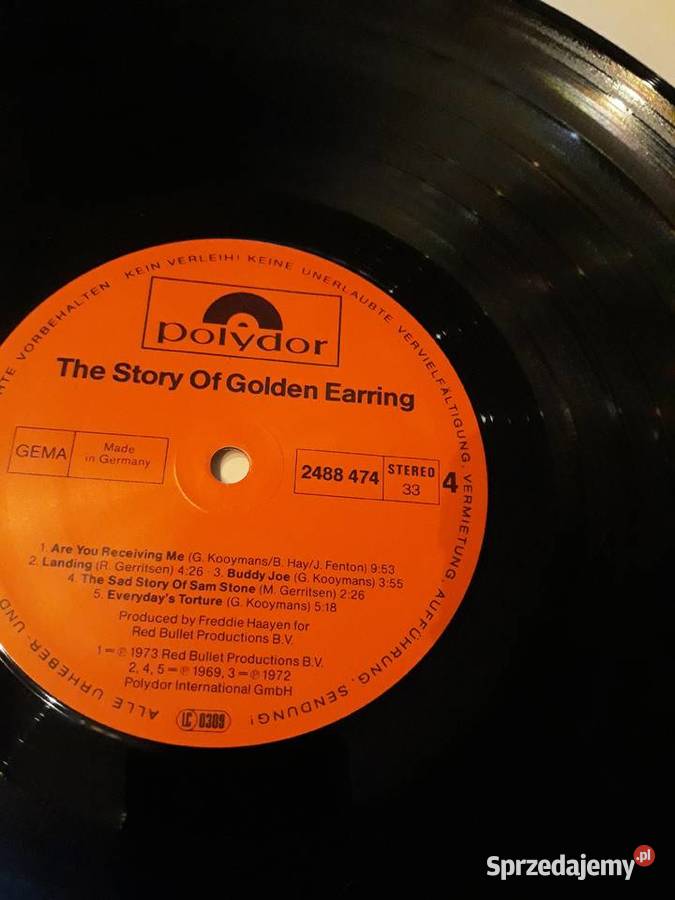 KEIN VERLEIH! KEINE UNERLAUBTE VERVIELFÄLTIGUNG, VERMIETUNG, AUFFÜHRUNG, SENDUNG!
polydor
The Story Of Golden Earring
GEMA
Made
in Germany
2488 474
STEREO
33
4
1. Are You Receiving Me (G. Kooymans/B. Hay/J. Fenton) 9:53
2. Landing (R. Gerritsen) 4:26 · 3. Buddy Joe (G. Kooymans) 3:55
4. The Sad Story Of Sam Stone (M. Gerritsen) 2:26
5. Everyday's Torture (G. Kooymans) 5:18
Produced by Freddie Haayen for
Red Bullet Productions B.V.
1 = ℗ 1973 Red Bullet Productions B.V.
2, 4, 5 = ℗ 1969, 3 = ℗ 1972
Polydor International GmbH
ALLE URHEBER- UND
VORBEHALTEN
LC 0309
Sprzedajemy.pl